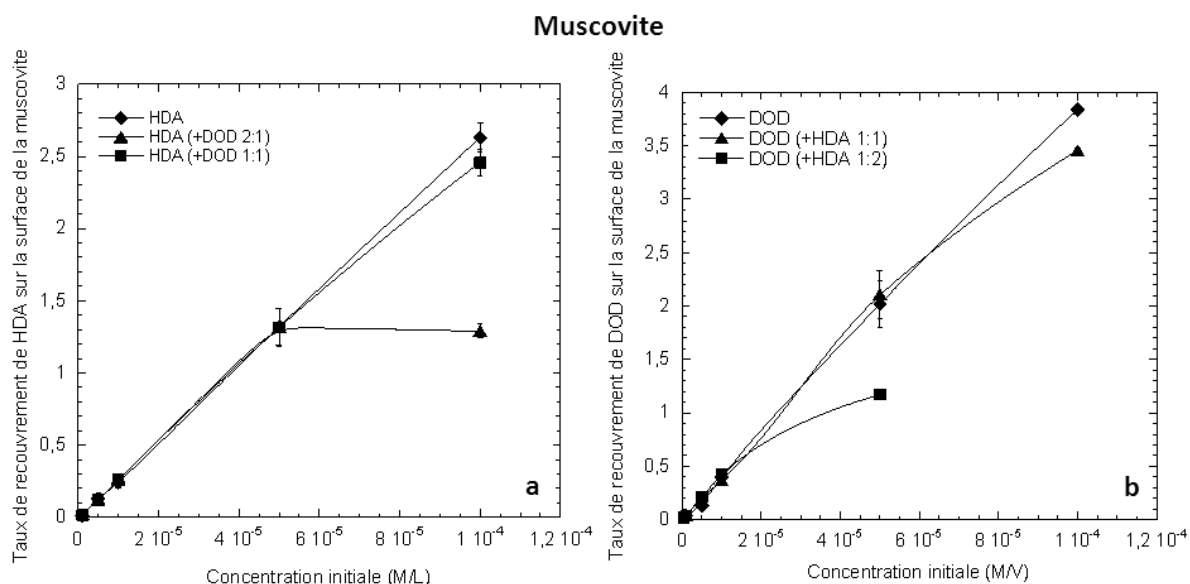 Muscovite
Taux de recouvrement de HDA sur la surface de la muscovite
3
2.5
2
1.5
1
0,5
0
HDA
HDA (+DOD 2:1)
HDA (+DOD 1:1)
a
0 2 10-5 4 10-5 6 10-5 8 10-5 1 10-4 1,2 10-4
Concentration initiale (M/L)
Taux de recouvrement de DOD sur la surface de la muscovite
4
3,5
3
2,5
2
1,5
1
0,5
0
DOD
DOD (+HDA 1:1)
DOD (+HDA 1:2)
b
0 2 10-5 4 10-5 6 10-5 8 10-5 1 10-4 1,2 10-4
Concentration initiale (M/V)